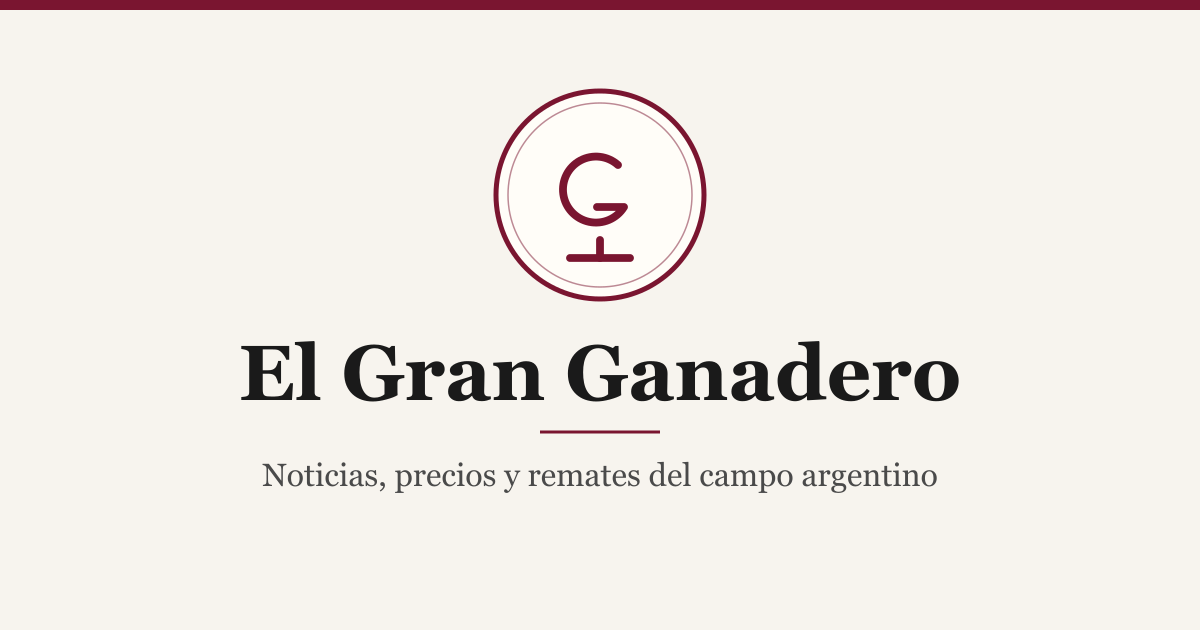 G
El Gran Ganadero
Noticias, precios y remates del campo argentino